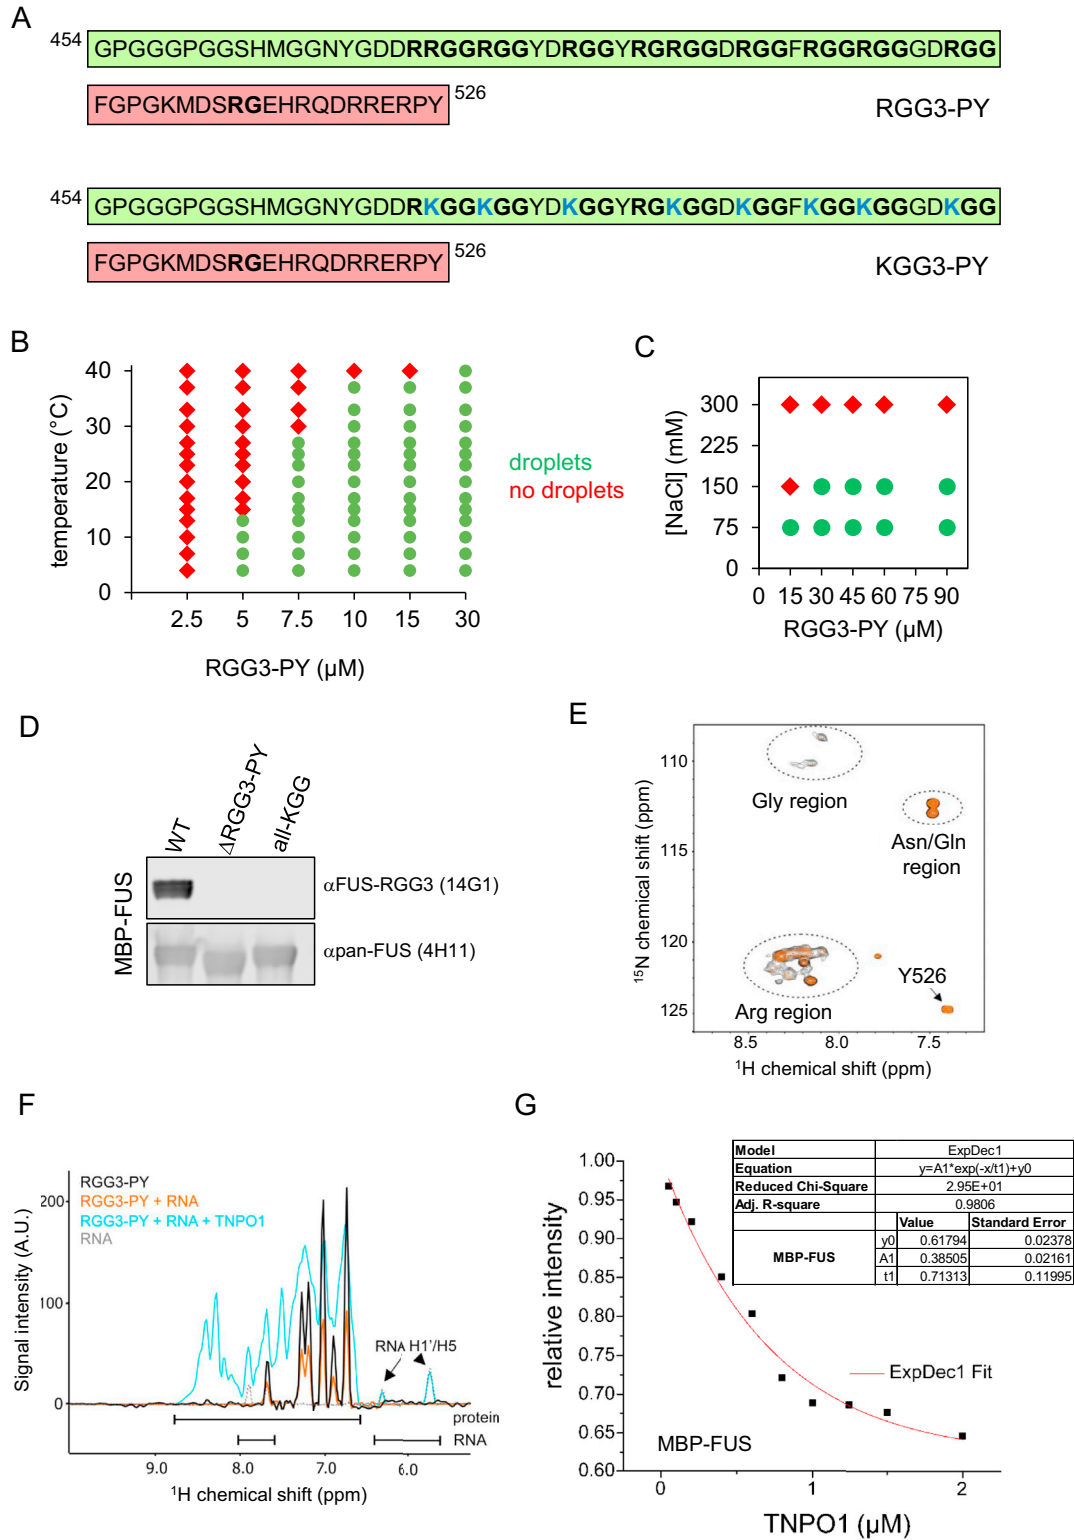 A
454 GPGGGPGGSHMGGNYGDDRRGGRGGYDRGGYRGRGGDRGGFRGGRGGGDRGG
FGPGKMDSRGEHRQDRRERPY 526
RGG3-PY
454 GPGGGPGGSHMGGNYGDDRKGGKGGYDKGGYRGKGGDKGGFKGGKGGGDKGG
FGPGKMDSRGEHRQDRRERPY 526
KGG3-PY
B
temperature (°C)
40
30
20
10
0
2.5 5 7.5 10 15 30
RGG3-PY (µM)
droplets
no droplets
C
[NaCl] (mM)
300
225
150
75
0
0 15 30 45 60 75 90
RGG3-PY (µM)
D
WT
ΔRGG3-PY
all-KGG
MBP-FUS
αFUS-RGG3 (14G1)
αpan-FUS (4H11)
E
15N chemical shift (ppm)
110
115
120
125
Gly region
Asn/Gln
region
Arg region
Y526
8.5 8.0 7.5
1H chemical shift (ppm)
F
Signal intensity (A.U.)
200
100
0
RGG3-PY
RGG3-PY + RNA
RGG3-PY + RNA + TNPO1
RNA
RNA H1'/H5
protein
RNA
9.0 8.0 7.0 6.0
1H chemical shift (ppm)
G
relative intensity
1.00
0.95
0.90
0.85
0.80
0.75
0.70
0.65
0.60
Model ExpDec1
Equation y=A1*exp(-x/t1)+y0
Reduced Chi-Square 2.95E+01
Adj. R-square 0.9806
Value Standard Error
MBP-FUS
y0 0.61794 0.02378
A1 0.38505 0.02161
t1 0.71313 0.11995
ExpDec1 Fit
MBP-FUS
0 1 2
TNPO1 (µM)